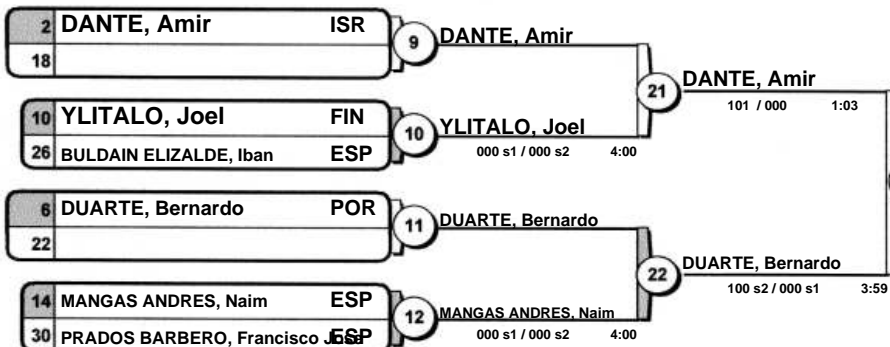 2 DANTE, Amir ISR
18
9 DANTE, Amir
10 YLITALO, Joel FIN
26 BULDAIN ELIZALDE, Iban ESP
10 YLITALO, Joel
000 s1 / 000 s2 4:00
21 DANTE, Amir
101 / 000 1:03
6 DUARTE, Bernardo POR
22
11 DUARTE, Bernardo
14 MANGAS ANDRES, Naim ESP
30 PRADOS BARBERO, Francisco José ESP
12 MANGAS ANDRES, Naim
000 s1 / 000 s2 4:00
22 DUARTE, Bernardo
100 s2 / 000 s1 3:59